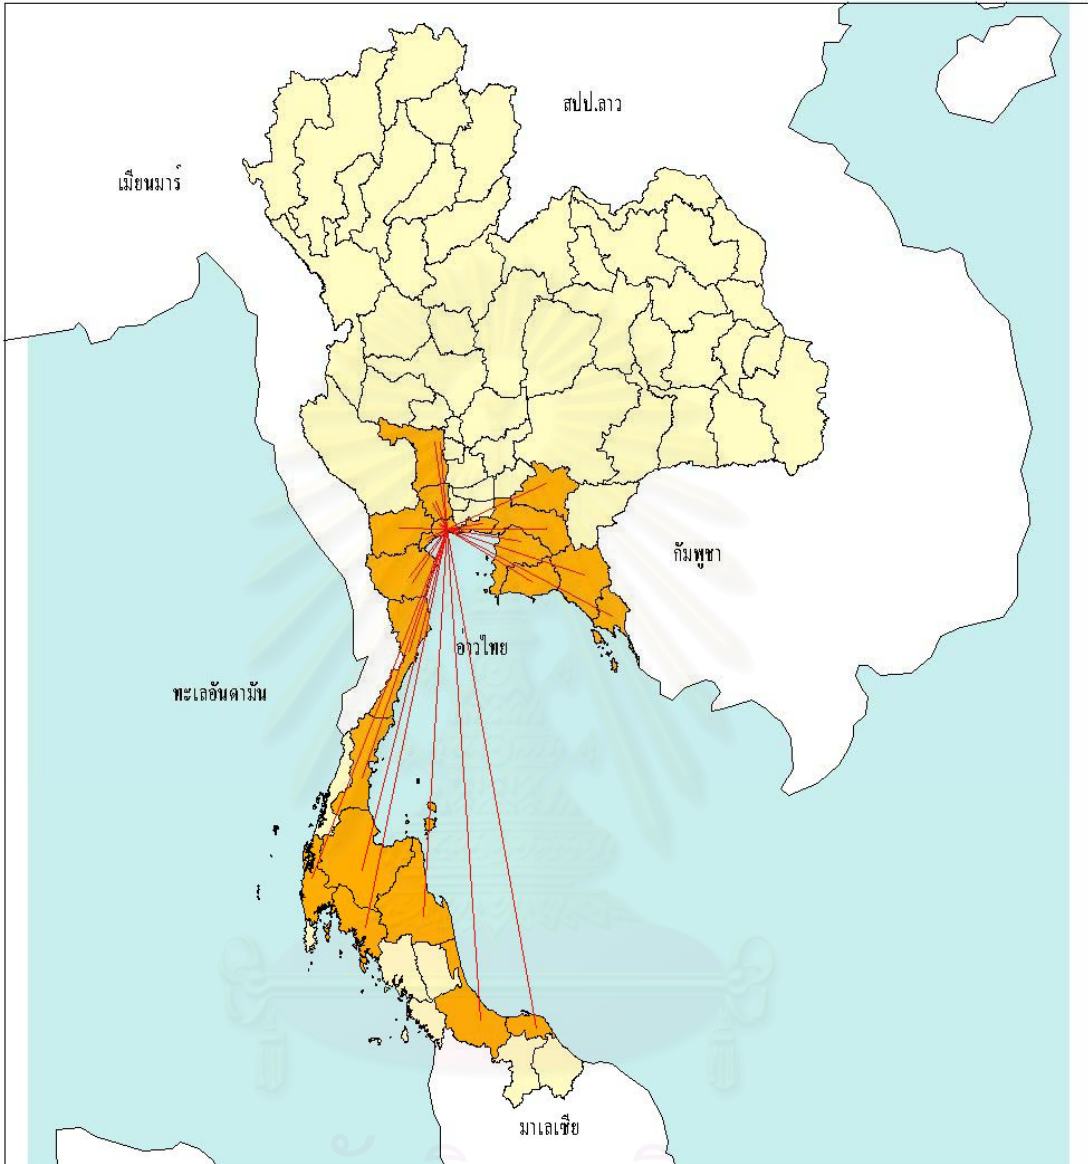 สปป.ลาว
เมียนมาร์
กัมพูชา
อ่าวไทย
ทะเลอันดามัน
มาเลเซีย